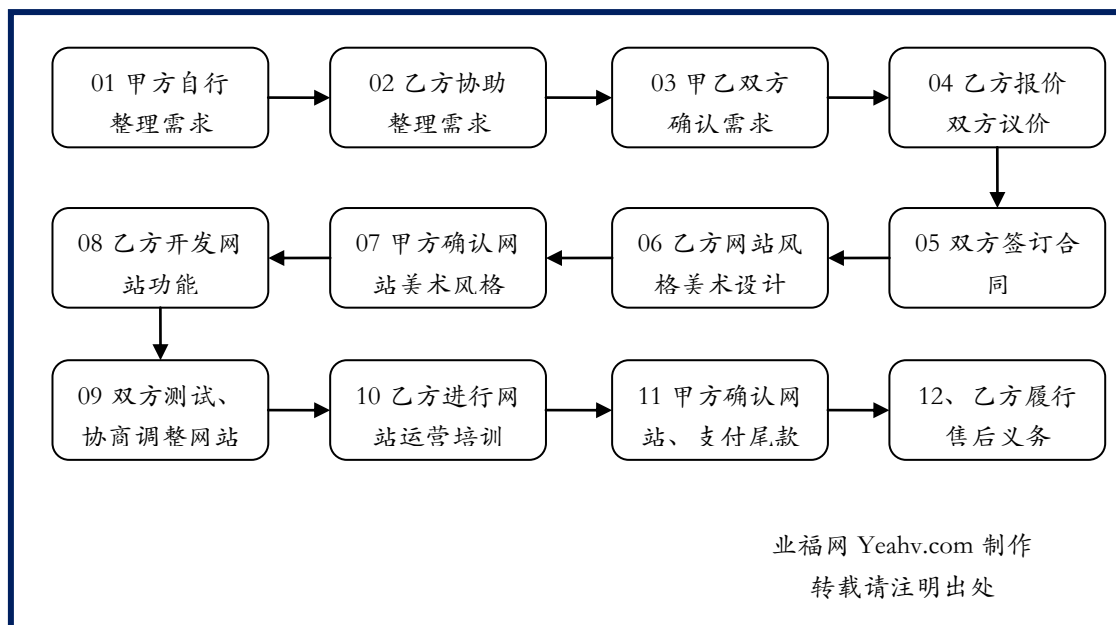 01 甲方自行
整理需求
02 乙方协助
整理需求
03 甲乙双方
确认需求
04 乙方报价
双方议价
05 双方签订合
同
06 乙方网站风
格美术设计
07 甲方确认网
站美术风格
08 乙方开发网
站功能
09 双方测试、
协商调整网站
10 乙方进行网
站运营培训
11 甲方确认网
站、支付尾款
12、乙方履行
售后义务
业福网 Yeahv.com 制作
转载请注明出处